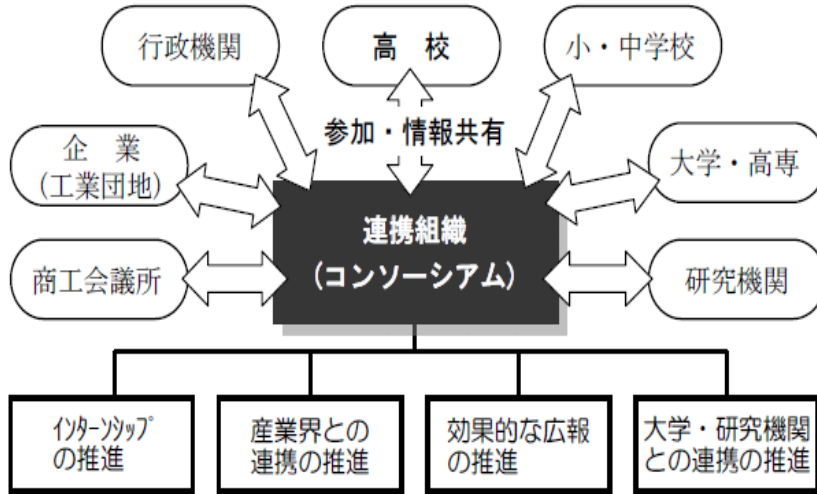 行政機関
高 校
小・中学校
参加・情報共有
企 業
(工業団地)
大学・高専
連携組織
(コンソーシアム)
商工会議所
研究機関
ｲﾝﾀｰﾝｼｯﾌﾟ
の推進
産業界との
連携の推進
効果的な広報
の推進
大学・研究機関
との連携の推進